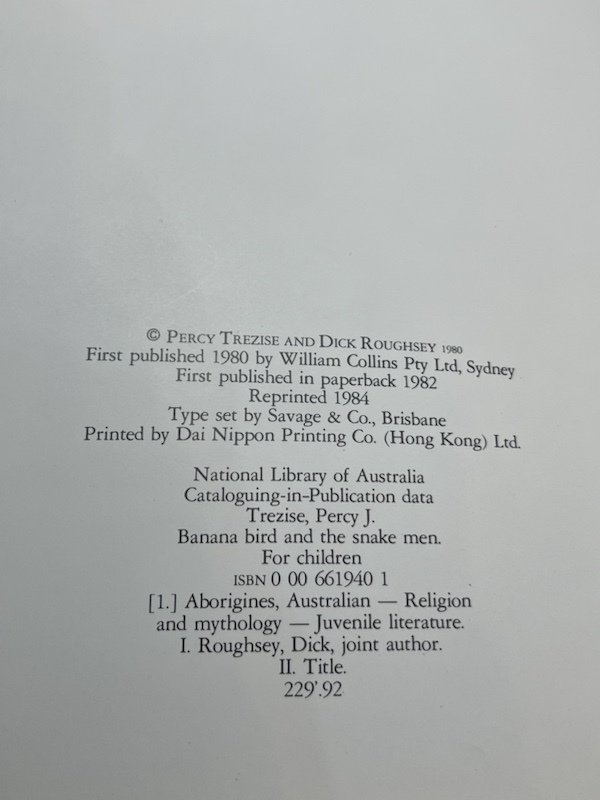 © PERCY TREZISE AND DICK ROUGHSEY 1980
First published 1980 by William Collins Pty Ltd, Sydney
First published in paperback 1982
Reprinted 1984
Type set by Savage & Co., Brisbane
Printed by Dai Nippon Printing Co. (Hong Kong) Ltd.
National Library of Australia
Cataloguing-in-Publication data
Trezise, Percy J.
Banana bird and the snake men.
For children
ISBN 0 00 661940 1
[1.] Aborigines, Australian — Religion
and mythology — Juvenile literature.
I. Roughsey, Dick, joint author.
II. Title.
229'.92